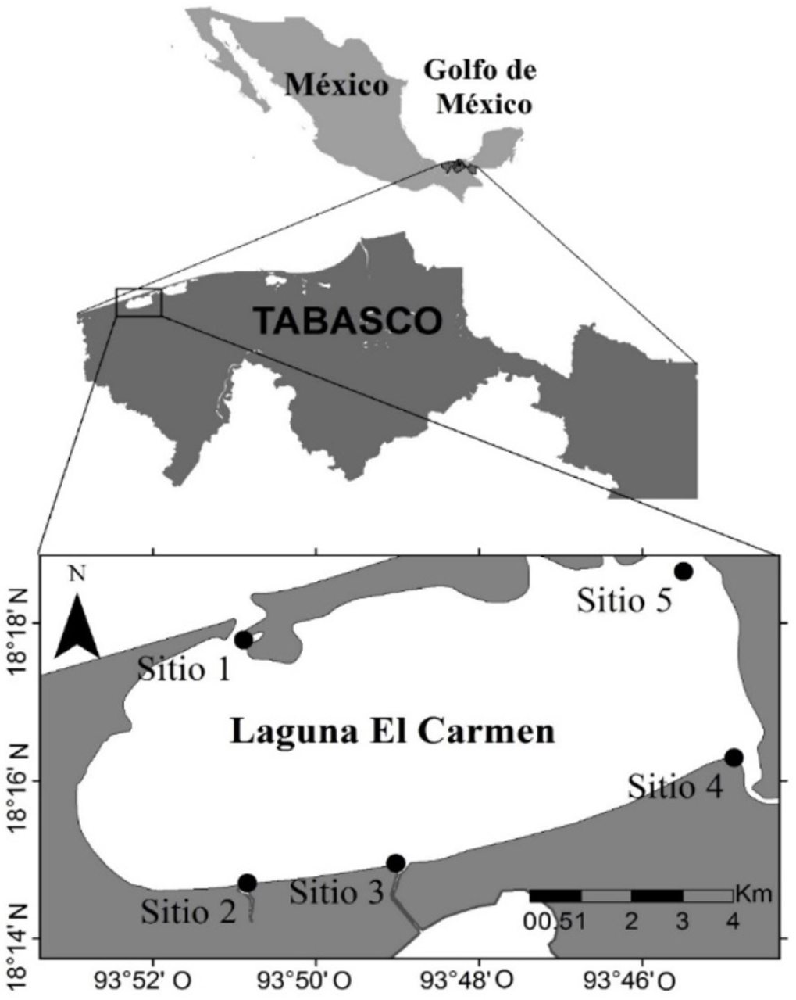 México
Golfo de
México
TABASCO
N
Sitio 5
18°18' N
Sitio 1
Laguna El Carmen
18°16' N
Sitio 4
Sitio 3
Sitio 2
Km
00.51 2 3 4
18°14' N
93°52' O 93°50' O 93°48' O 93°46' O